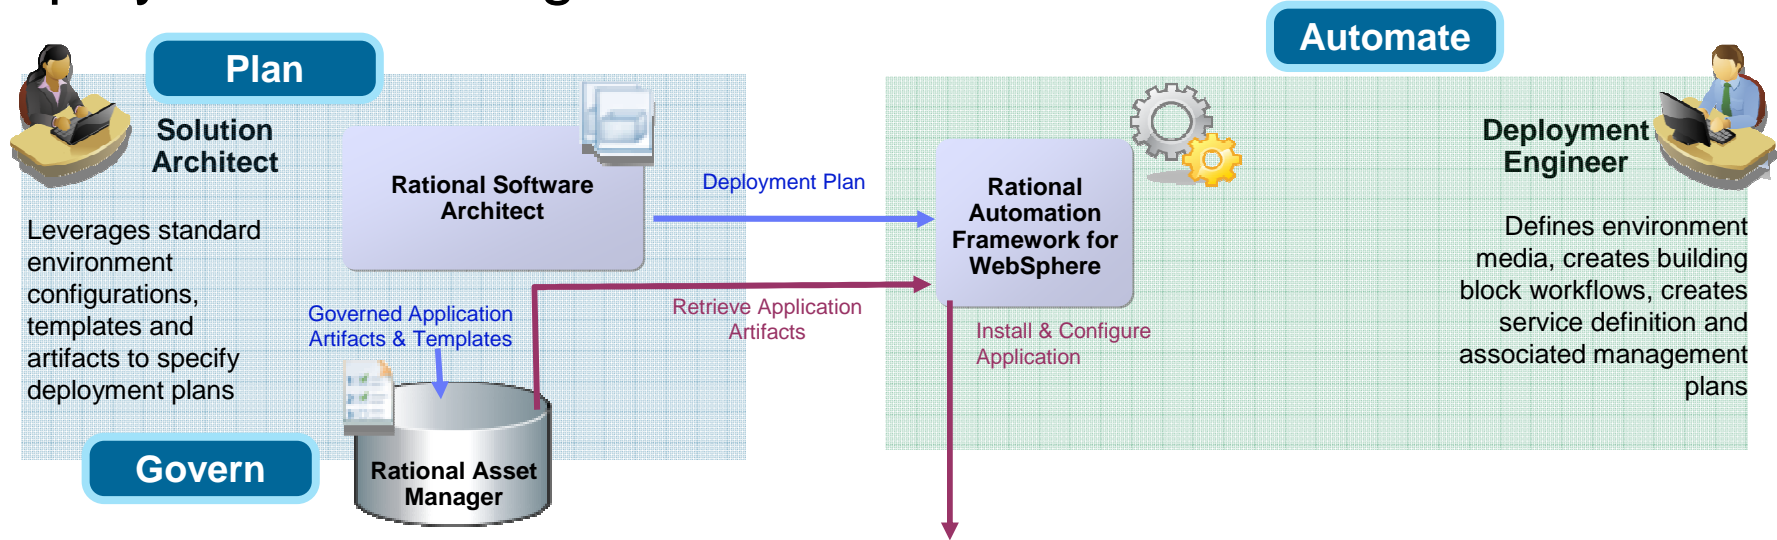 Plan
Automate
Solution
Architect
Leverages standard
environment
configurations,
templates and
artifacts to specify
deployment plans
Rational Software
Architect
Deployment Plan
Governed Application
Artifacts & Templates
Retrieve Application
Artifacts
Rational Asset
Manager
Govern
Rational
Automation
Framework for
WebSphere
Install & Configure
Application
Deployment
Engineer
Defines environment
media, creates building
block workflows, creates
service definition and
associated management
plans